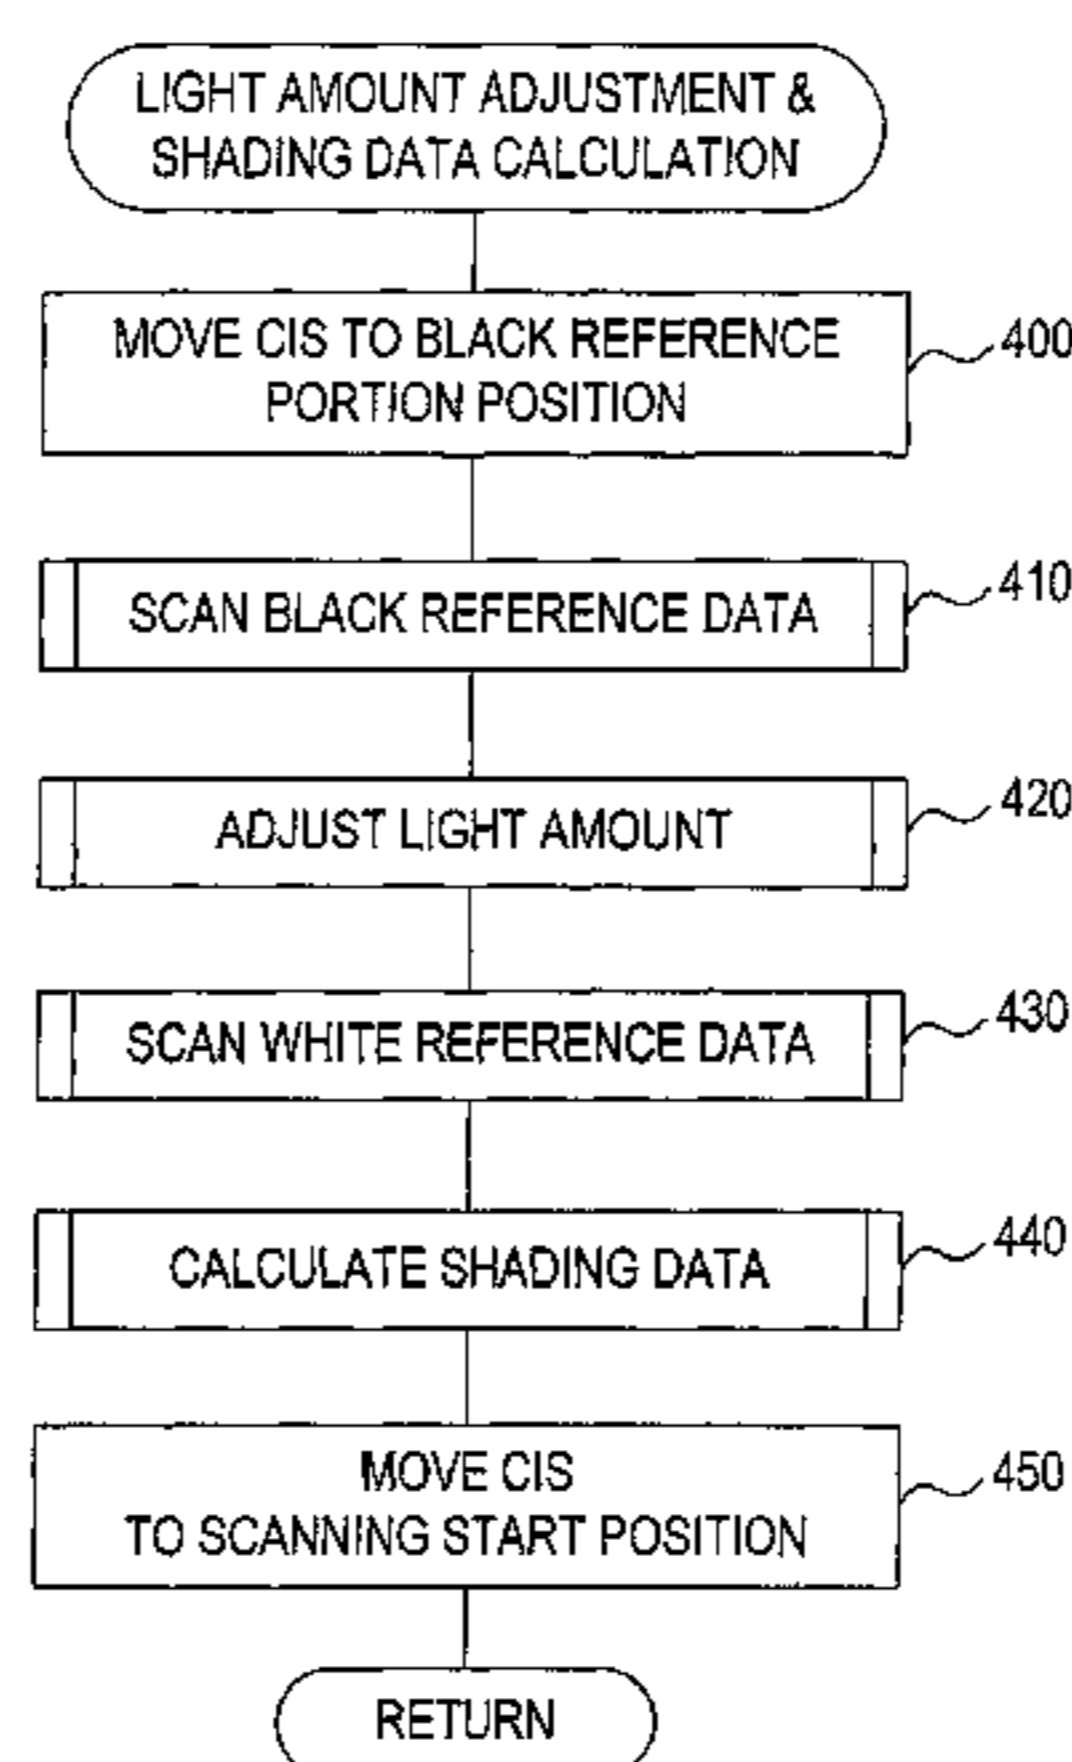 LIGHT AMOUNT ADJUSTMENT &
SHADING DATA CALCULATION
MOVE CIS TO BLACK REFERENCE
PORTION POSITION
400
SCAN BLACK REFERENCE DATA
410
ADJUST LIGHT AMOUNT
420
SCAN WHITE REFERENCE DATA
430
CALCULATE SHADING DATA
440
MOVE CIS
TO SCANNING START POSITION
450
RETURN